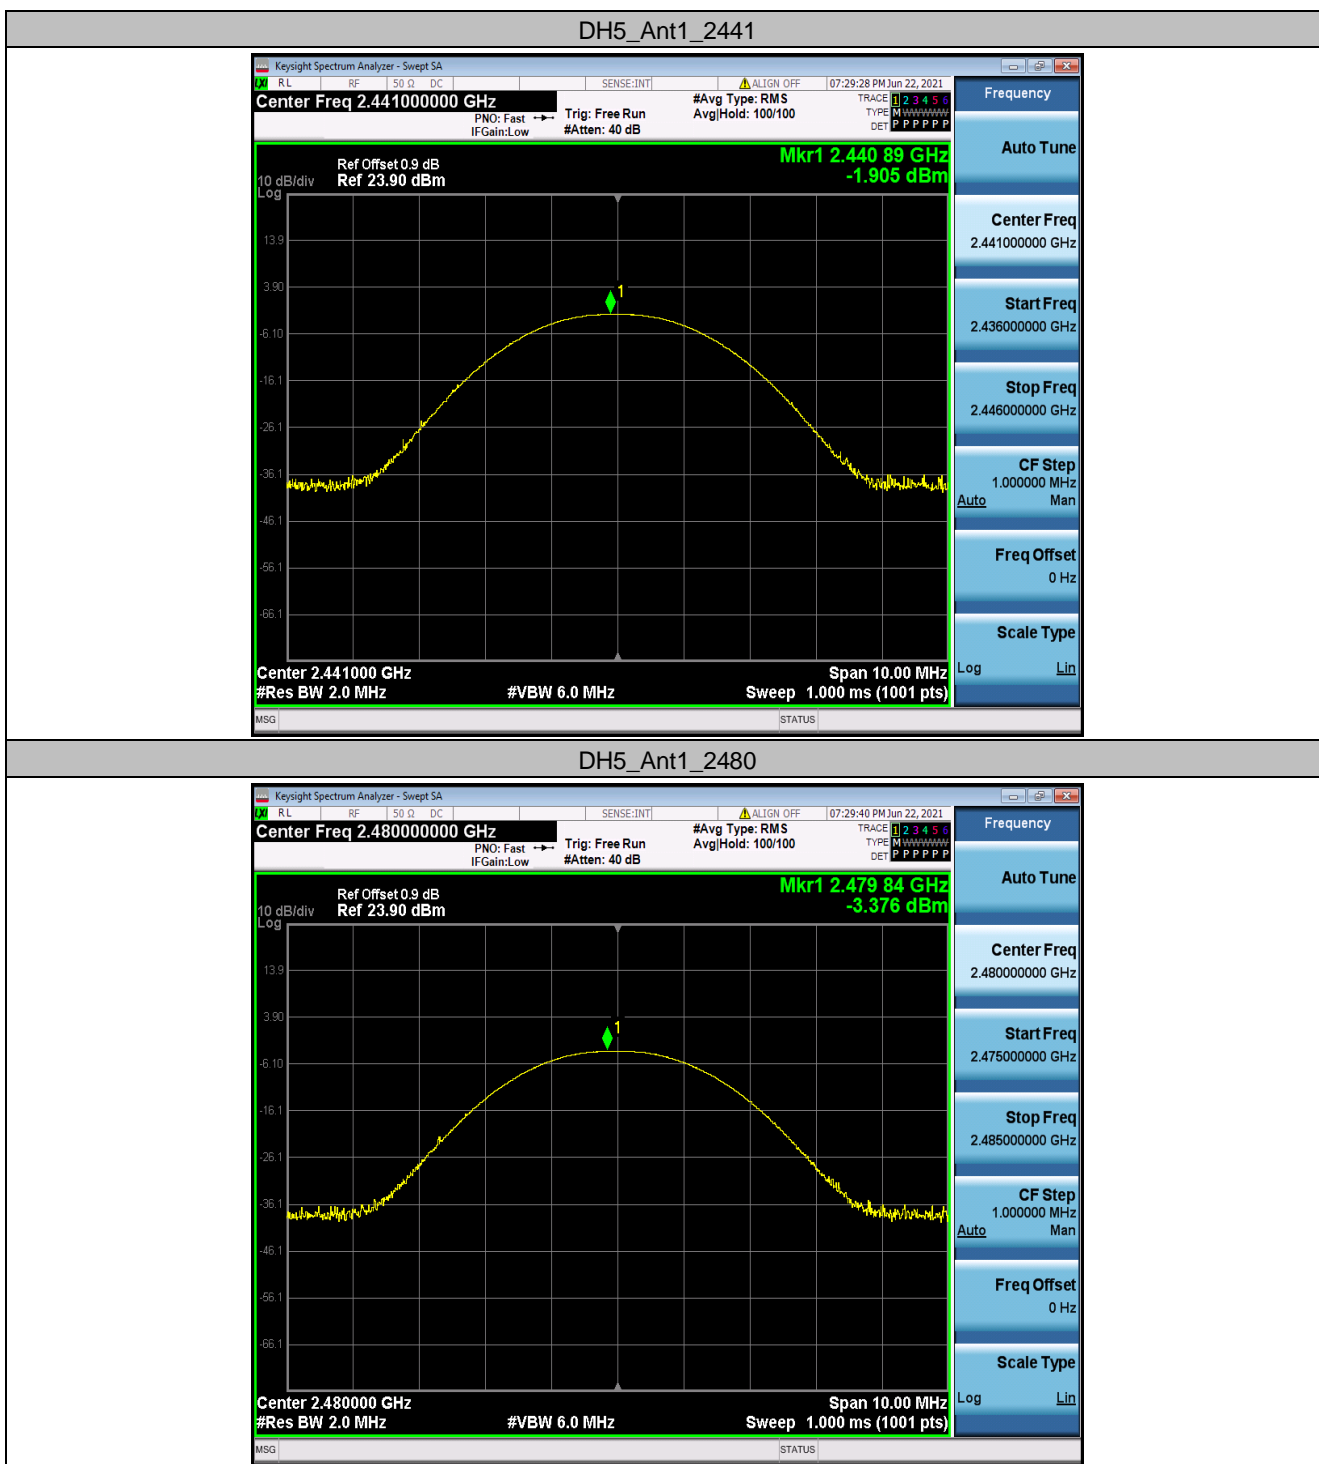 DH5_Ant1_2441
Keysight Spectrum Analyzer - Swept SA
LXI RL RF 50 Ω DC SENSE:INT ALIGN OFF 07:29:28 PM Jun 22, 2021
Center Freq 2.441000000 GHz
PNO: Fast
IFGain:Low
Trig: Free Run
#Atten: 40 dB
#Avg Type: RMS
Avg|Hold: 100/100
TRACE 1 2 3 4 5 6
TYPE M WWWWW
DET P P P P P P
Frequency
Mkr1 2.440 89 GHz
-1.905 dBm
Ref Offset 0.9 dB
10 dB/div Ref 23.90 dBm
Log
13.9
3.90
-6.10
-16.1
-26.1
-36.1
-46.1
-56.1
-66.1
1
Center 2.441000 GHz Span 10.00 MHz
#Res BW 2.0 MHz #VBW 6.0 MHz Sweep 1.000 ms (1001 pts)
Auto Tune
Center Freq
2.441000000 GHz
Start Freq
2.436000000 GHz
Stop Freq
2.446000000 GHz
CF Step
1.000000 MHz
Auto Man
Freq Offset
0 Hz
Scale Type
Log Lin
MSG STATUS
DH5_Ant1_2480
Keysight Spectrum Analyzer - Swept SA
LXI RL RF 50 Ω DC SENSE:INT ALIGN OFF 07:29:40 PM Jun 22, 2021
Center Freq 2.480000000 GHz
PNO: Fast
IFGain:Low
Trig: Free Run
#Atten: 40 dB
#Avg Type: RMS
Avg|Hold: 100/100
TRACE 1 2 3 4 5 6
TYPE M WWWWW
DET P P P P P P
Frequency
Mkr1 2.479 84 GHz
-3.376 dBm
Ref Offset 0.9 dB
10 dB/div Ref 23.90 dBm
Log
13.9
3.90
-6.10
-16.1
-26.1
-36.1
-46.1
-56.1
-66.1
1
Center 2.480000 GHz Span 10.00 MHz
#Res BW 2.0 MHz #VBW 6.0 MHz Sweep 1.000 ms (1001 pts)
Auto Tune
Center Freq
2.480000000 GHz
Start Freq
2.475000000 GHz
Stop Freq
2.485000000 GHz
CF Step
1.000000 MHz
Auto Man
Freq Offset
0 Hz
Scale Type
Log Lin
MSG STATUS